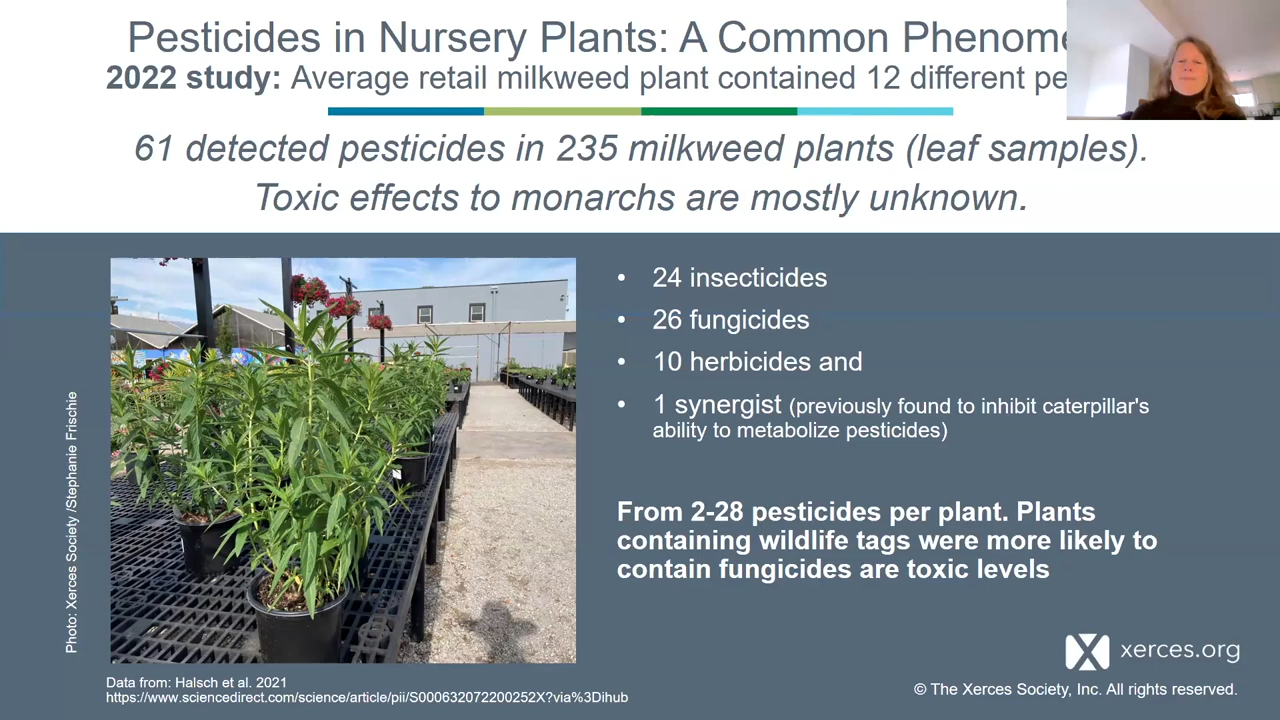 Pesticides in Nursery Plants: A Common
2022 study: Average retail milkweed plant contained 12 different
61 detected pesticides in 235 milkweed plants (leaf samples).
Toxic effects to monarchs are mostly unknown.
• 24 insecticides
• 26 fungicides
• 10 herbicides and
• 1 synergist (previously found to inhibit caterpillar's
ability to metabolize pesticides)
From 2-28 pesticides per plant. Plants
containing wildlife tags were more likely to
contain fungicides are toxic levels
Photo: Xerces Society /Stephanie Frischie
xerces.org
Data from: Halsch et al. 2021
https://www.sciencedirect.com/science/article/pii/S000632072200252X?via%3Dihub
© The Xerces Society, Inc. All rights reserved.